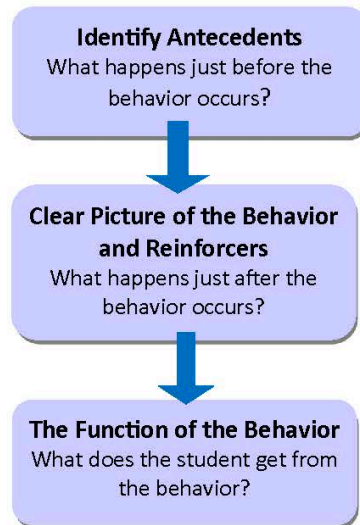 Identify Antecedents
What happens just before the
behavior occurs?
Clear Picture of the Behavior
and Reinforcers
What happens just after the
behavior occurs?
The Function of the Behavior
What does the student get from
the behavior?